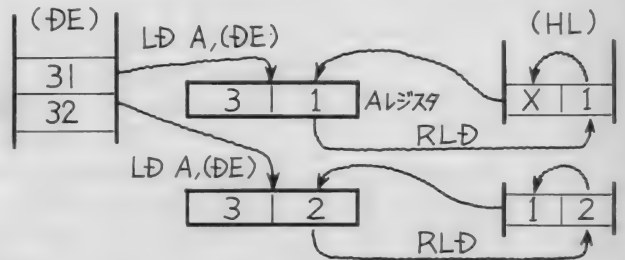 (DE)
LD A,(DE)
(HL)
31
3 1
Aレジスタ
X 1
32
RLD
LD A,(DE)
3 2
1 2
RLD